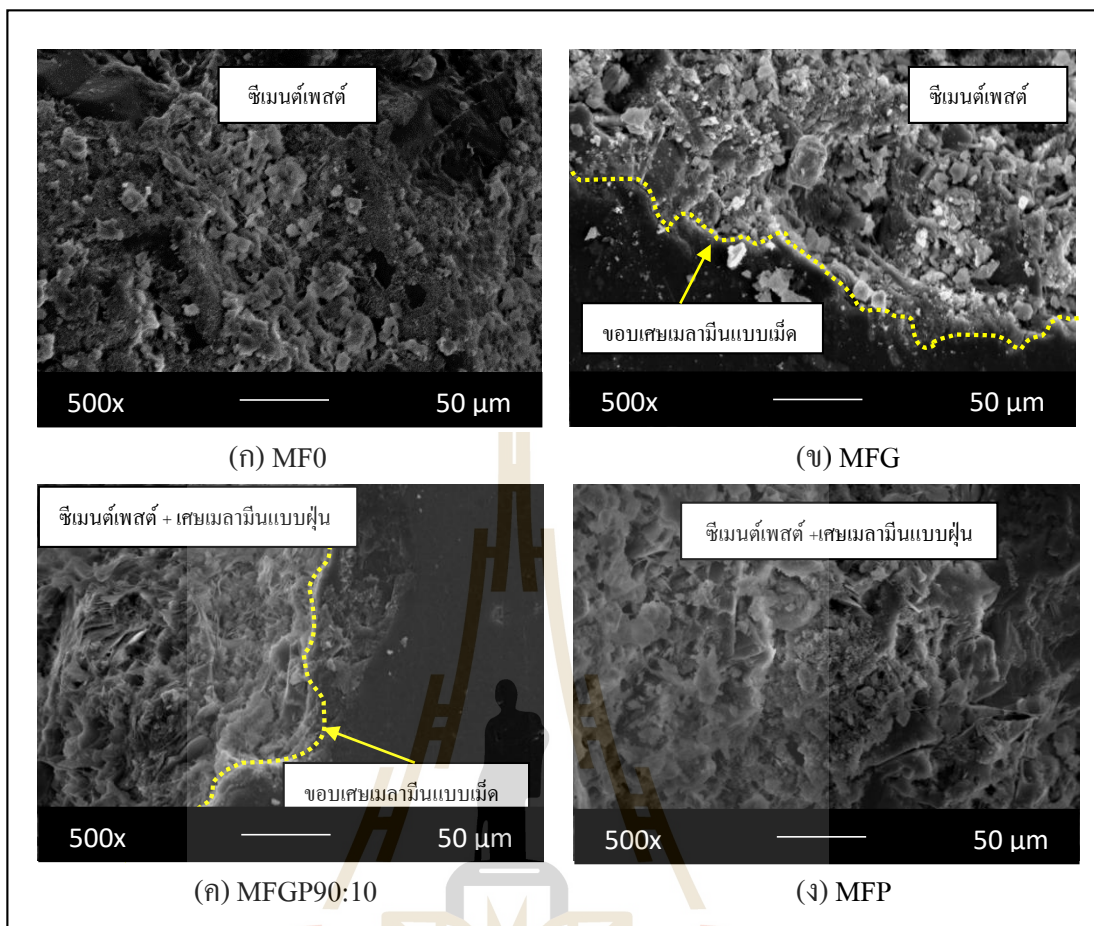 ซีเมนต์เพสต์
500x 50 µm
(ก) MF0
ซีเมนต์เพสต์
ขอบเศษเมลามีนแบบเม็ด
500x 50 µm
(ข) MFG
ซีเมนต์เพสต์ + เศษเมลามีนแบบฝุ่น
ขอบเศษเมลามีนแบบเม็ด
500x 50 µm
(ค) MFGP90:10
ซีเมนต์เพสต์ +เศษเมลามีนแบบฝุ่น
500x 50 µm
(ง) MFP